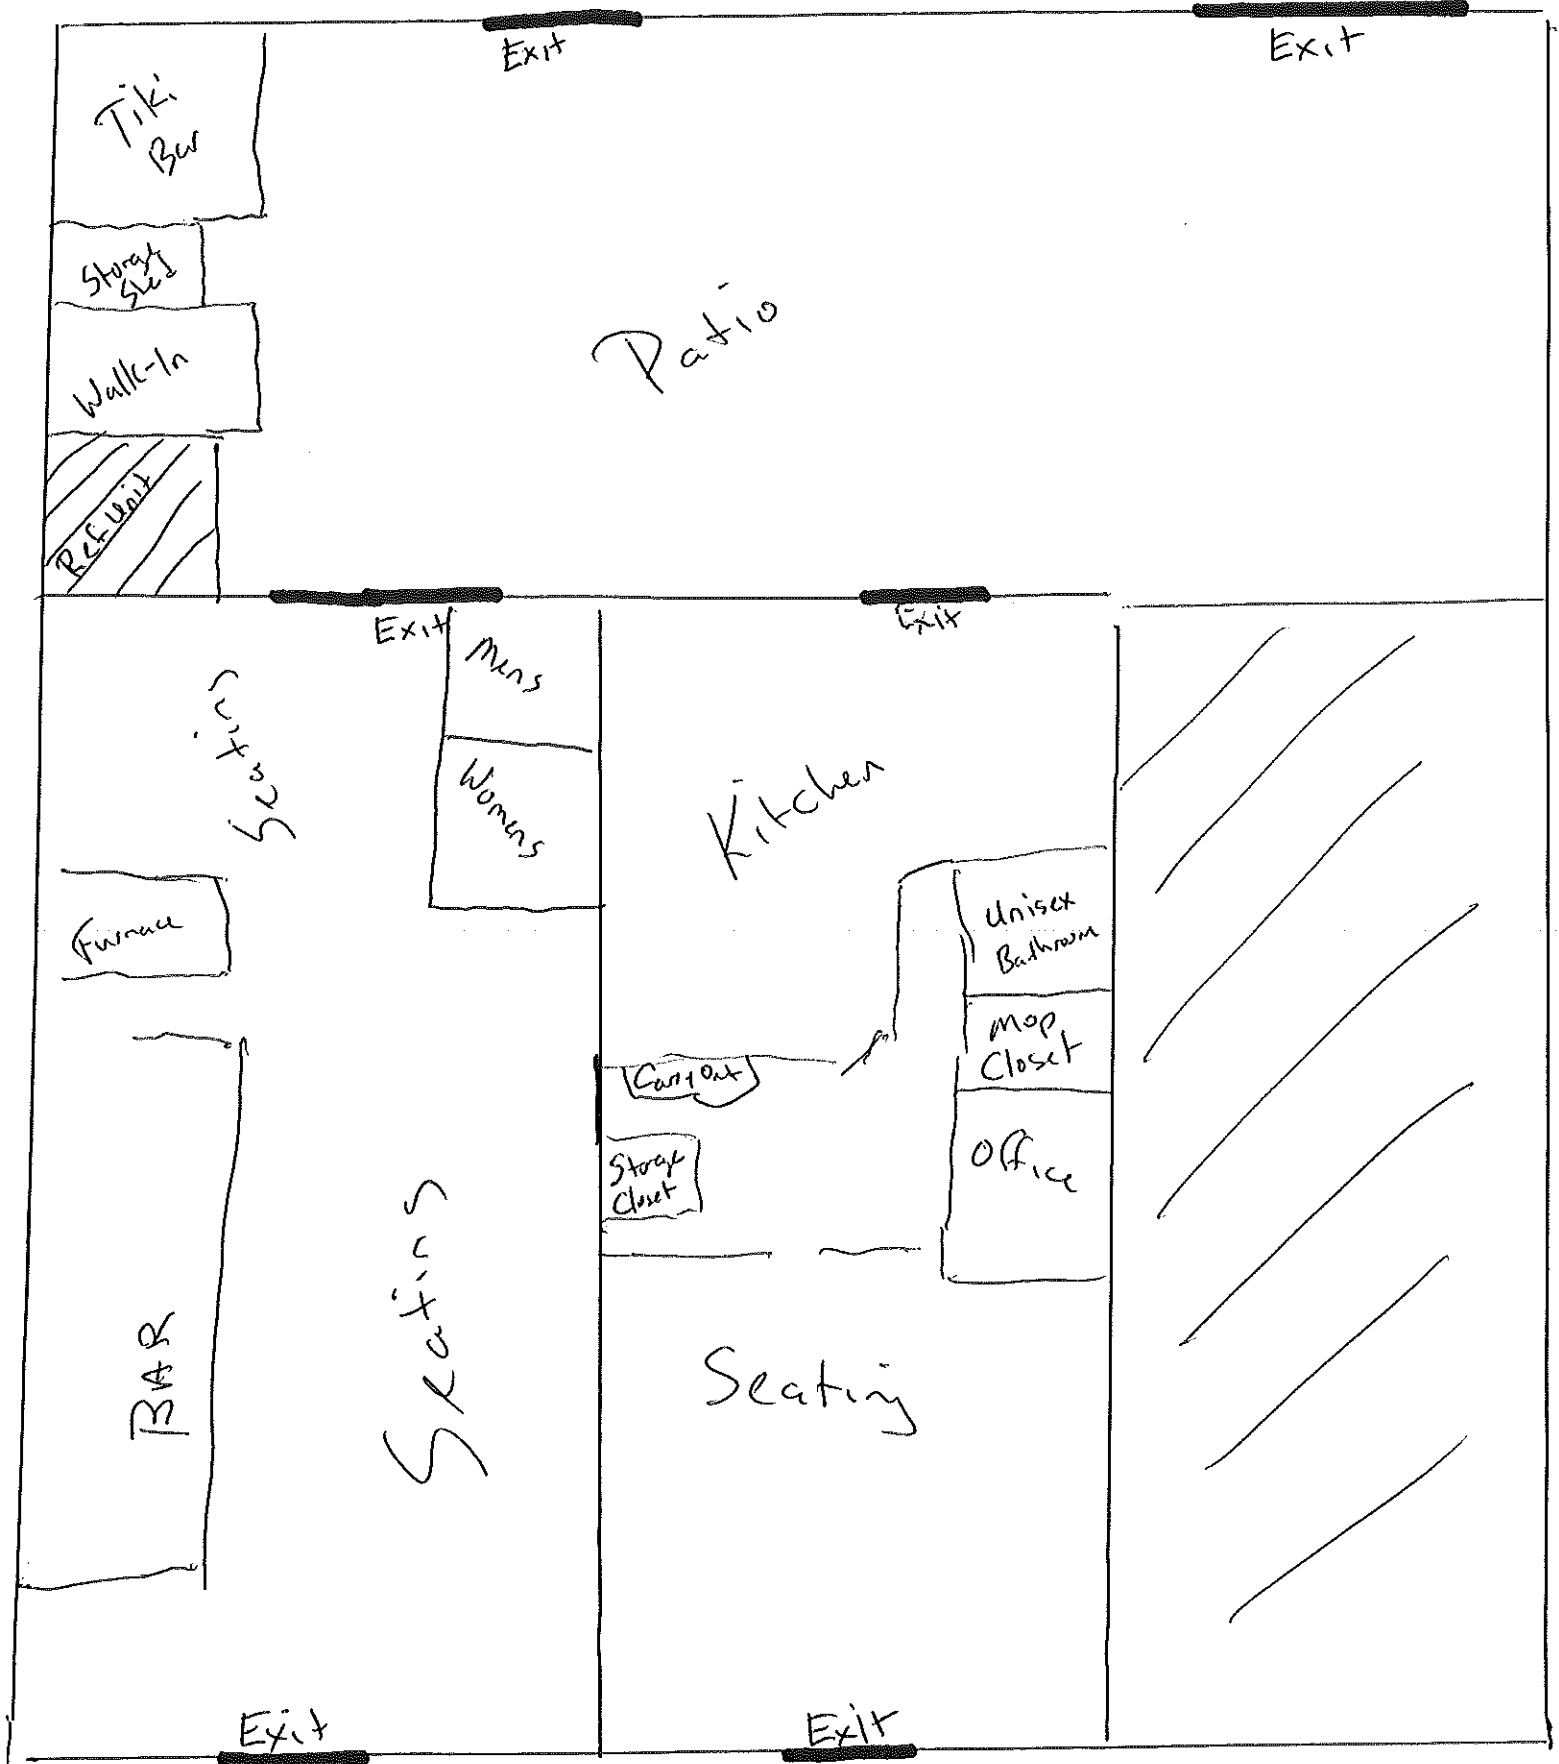 Exit
Exit
Tiki
Bar
Storage
Shed
Walk-In
Patio
Ref Unit
Exit
Exit
Seating
Mens
Womens
Kitchen
Furnace
Unisex
Bathroom
Mop
Closet
Carry Out
Storage
Closet
Office
BAR
Seating
Seating
Exit
Exit